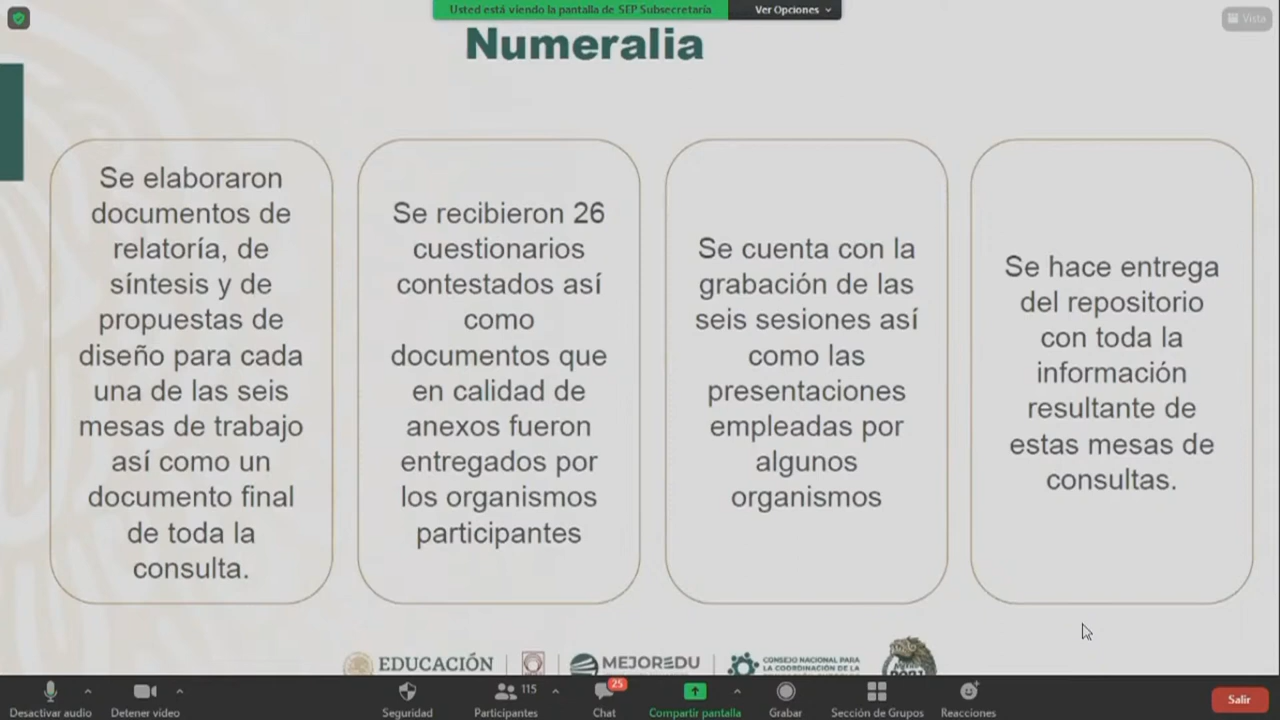 Usted está viendo la pantalla de SEP Subsecretaría
Ver Opciones
Vista
Numeralia
Se elaboraron
documentos de
relatoría, de
síntesis y de
propuestas de
diseño para cada
una de las seis
mesas de trabajo
así como un
documento final
de toda la
consulta.
Se recibieron 26
cuestionarios
contestados así
como
documentos que
en calidad de
anexos fueron
entregados por
los organismos
participantes
Se cuenta con la
grabación de las
seis sesiones así
como las
presentaciones
empleadas por
algunos
organismos
Se hace entrega
del repositorio
con toda la
información
resultante de
estas mesas de
consultas.
EDUCACIÓN
MEJOREDU
CONSEJO NACIONAL PARA
LA COORDINACIÓN DE LA
Desactivar audio
Detener vídeo
Seguridad
115
Participantes
25
Chat
Compartir pantalla
Grabar
Sección de Grupos
Reacciones
Salir